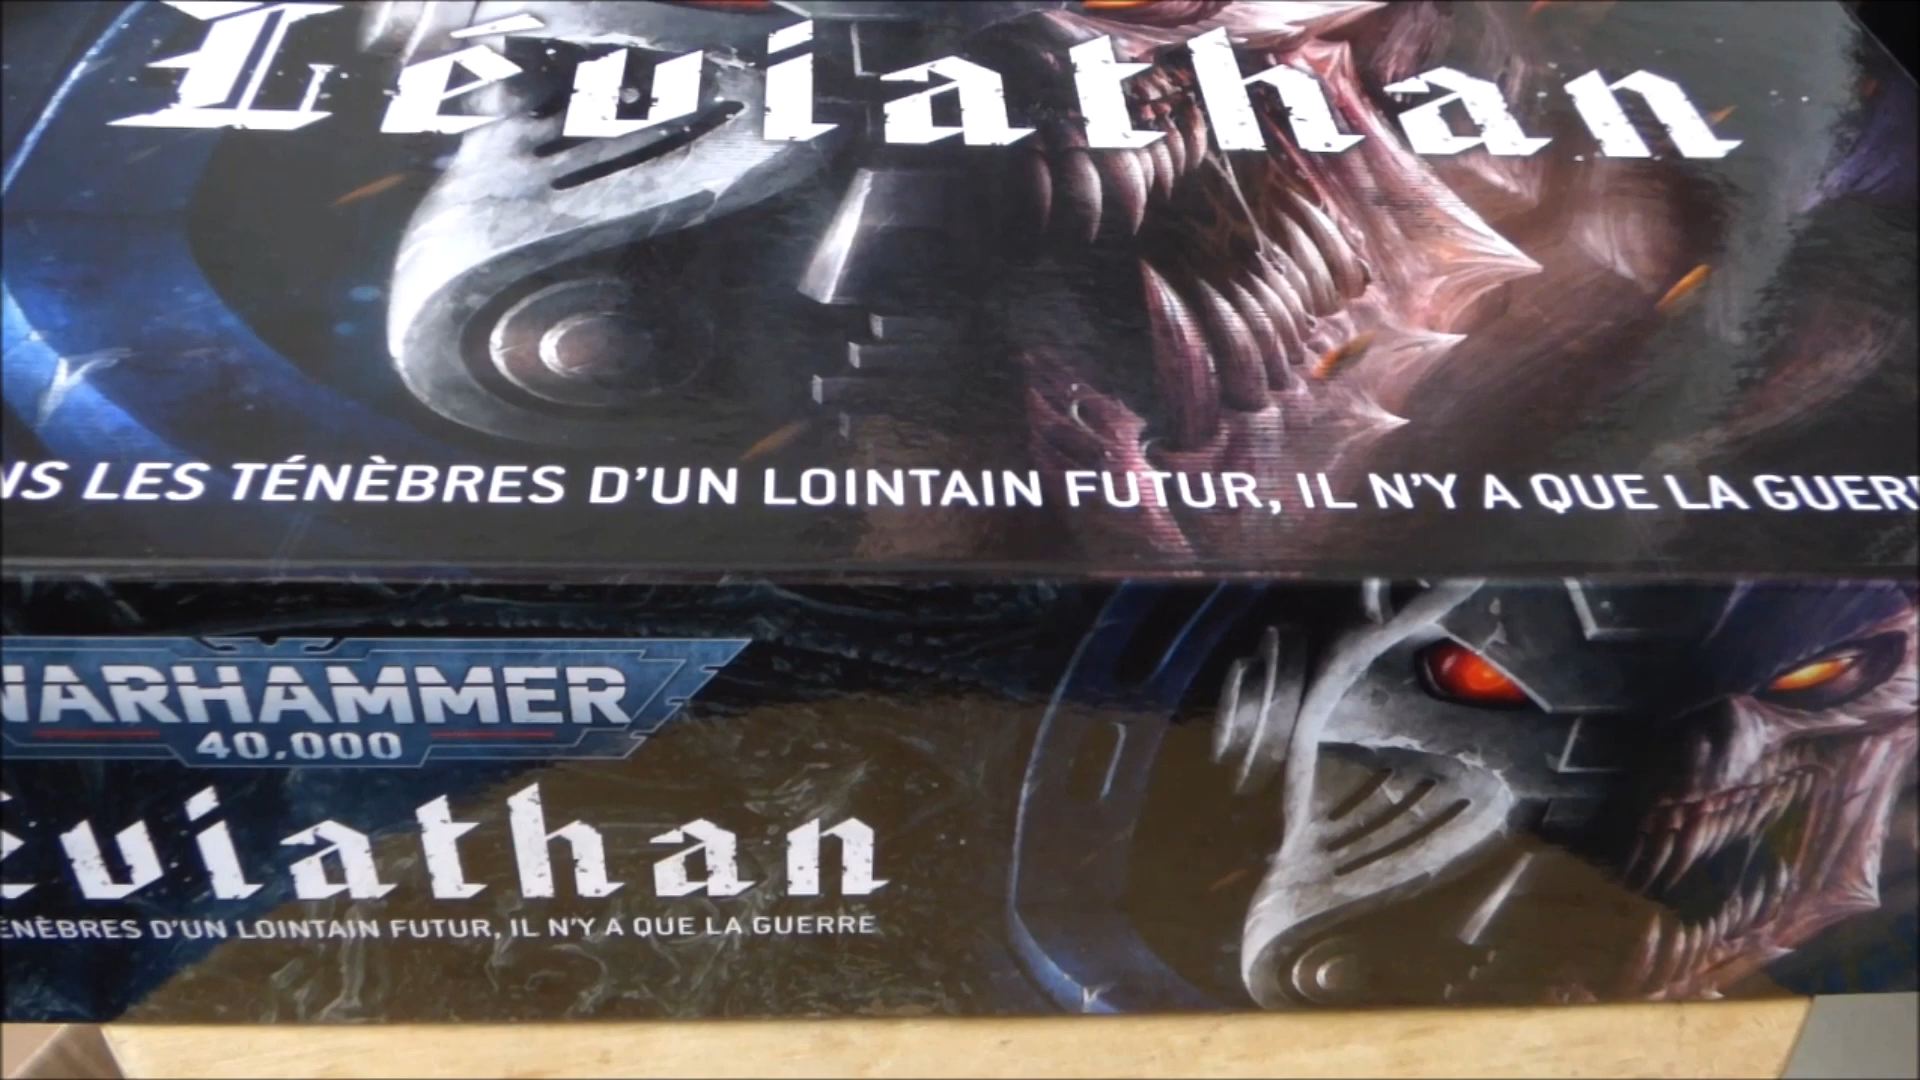 Léviathan
NS LES TÉNÈBRES D'UN LOINTAIN FUTUR, IL N'Y A QUE LA GUER
WARHAMMER
40,000
éviathan
ÉNÈBRES D'UN LOINTAIN FUTUR, IL N'Y A QUE LA GUERRE